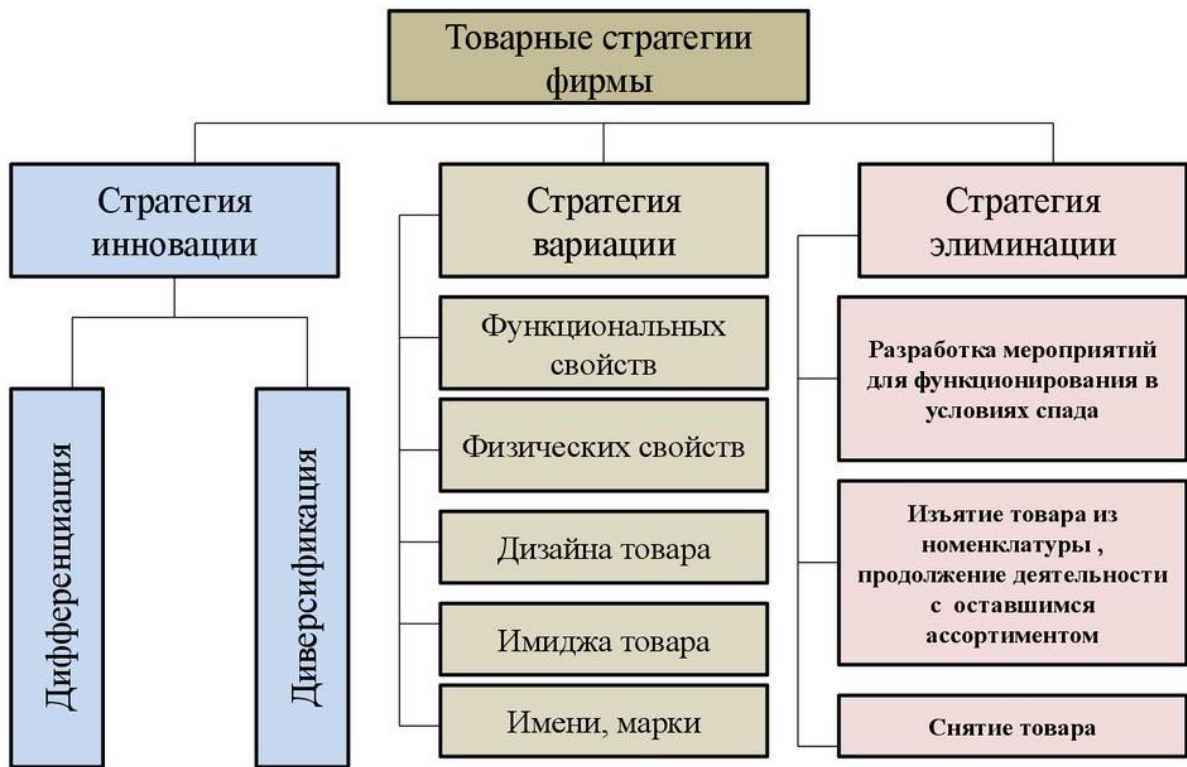 Товарные стратегии
фирмы
Стратегия
инновации
Дифференциация
Диверсификация
Стратегия
вариации
Функциональных
свойств
Физических свойств
Дизайна товара
Имиджа товара
Имени, марки
Стратегия
элиминации
Разработка мероприятий
для функционирования в
условиях спада
Изъятие товара из
номенклатуры ,
продолжение деятельности
с оставшимся
ассортиментом
Снятие товара